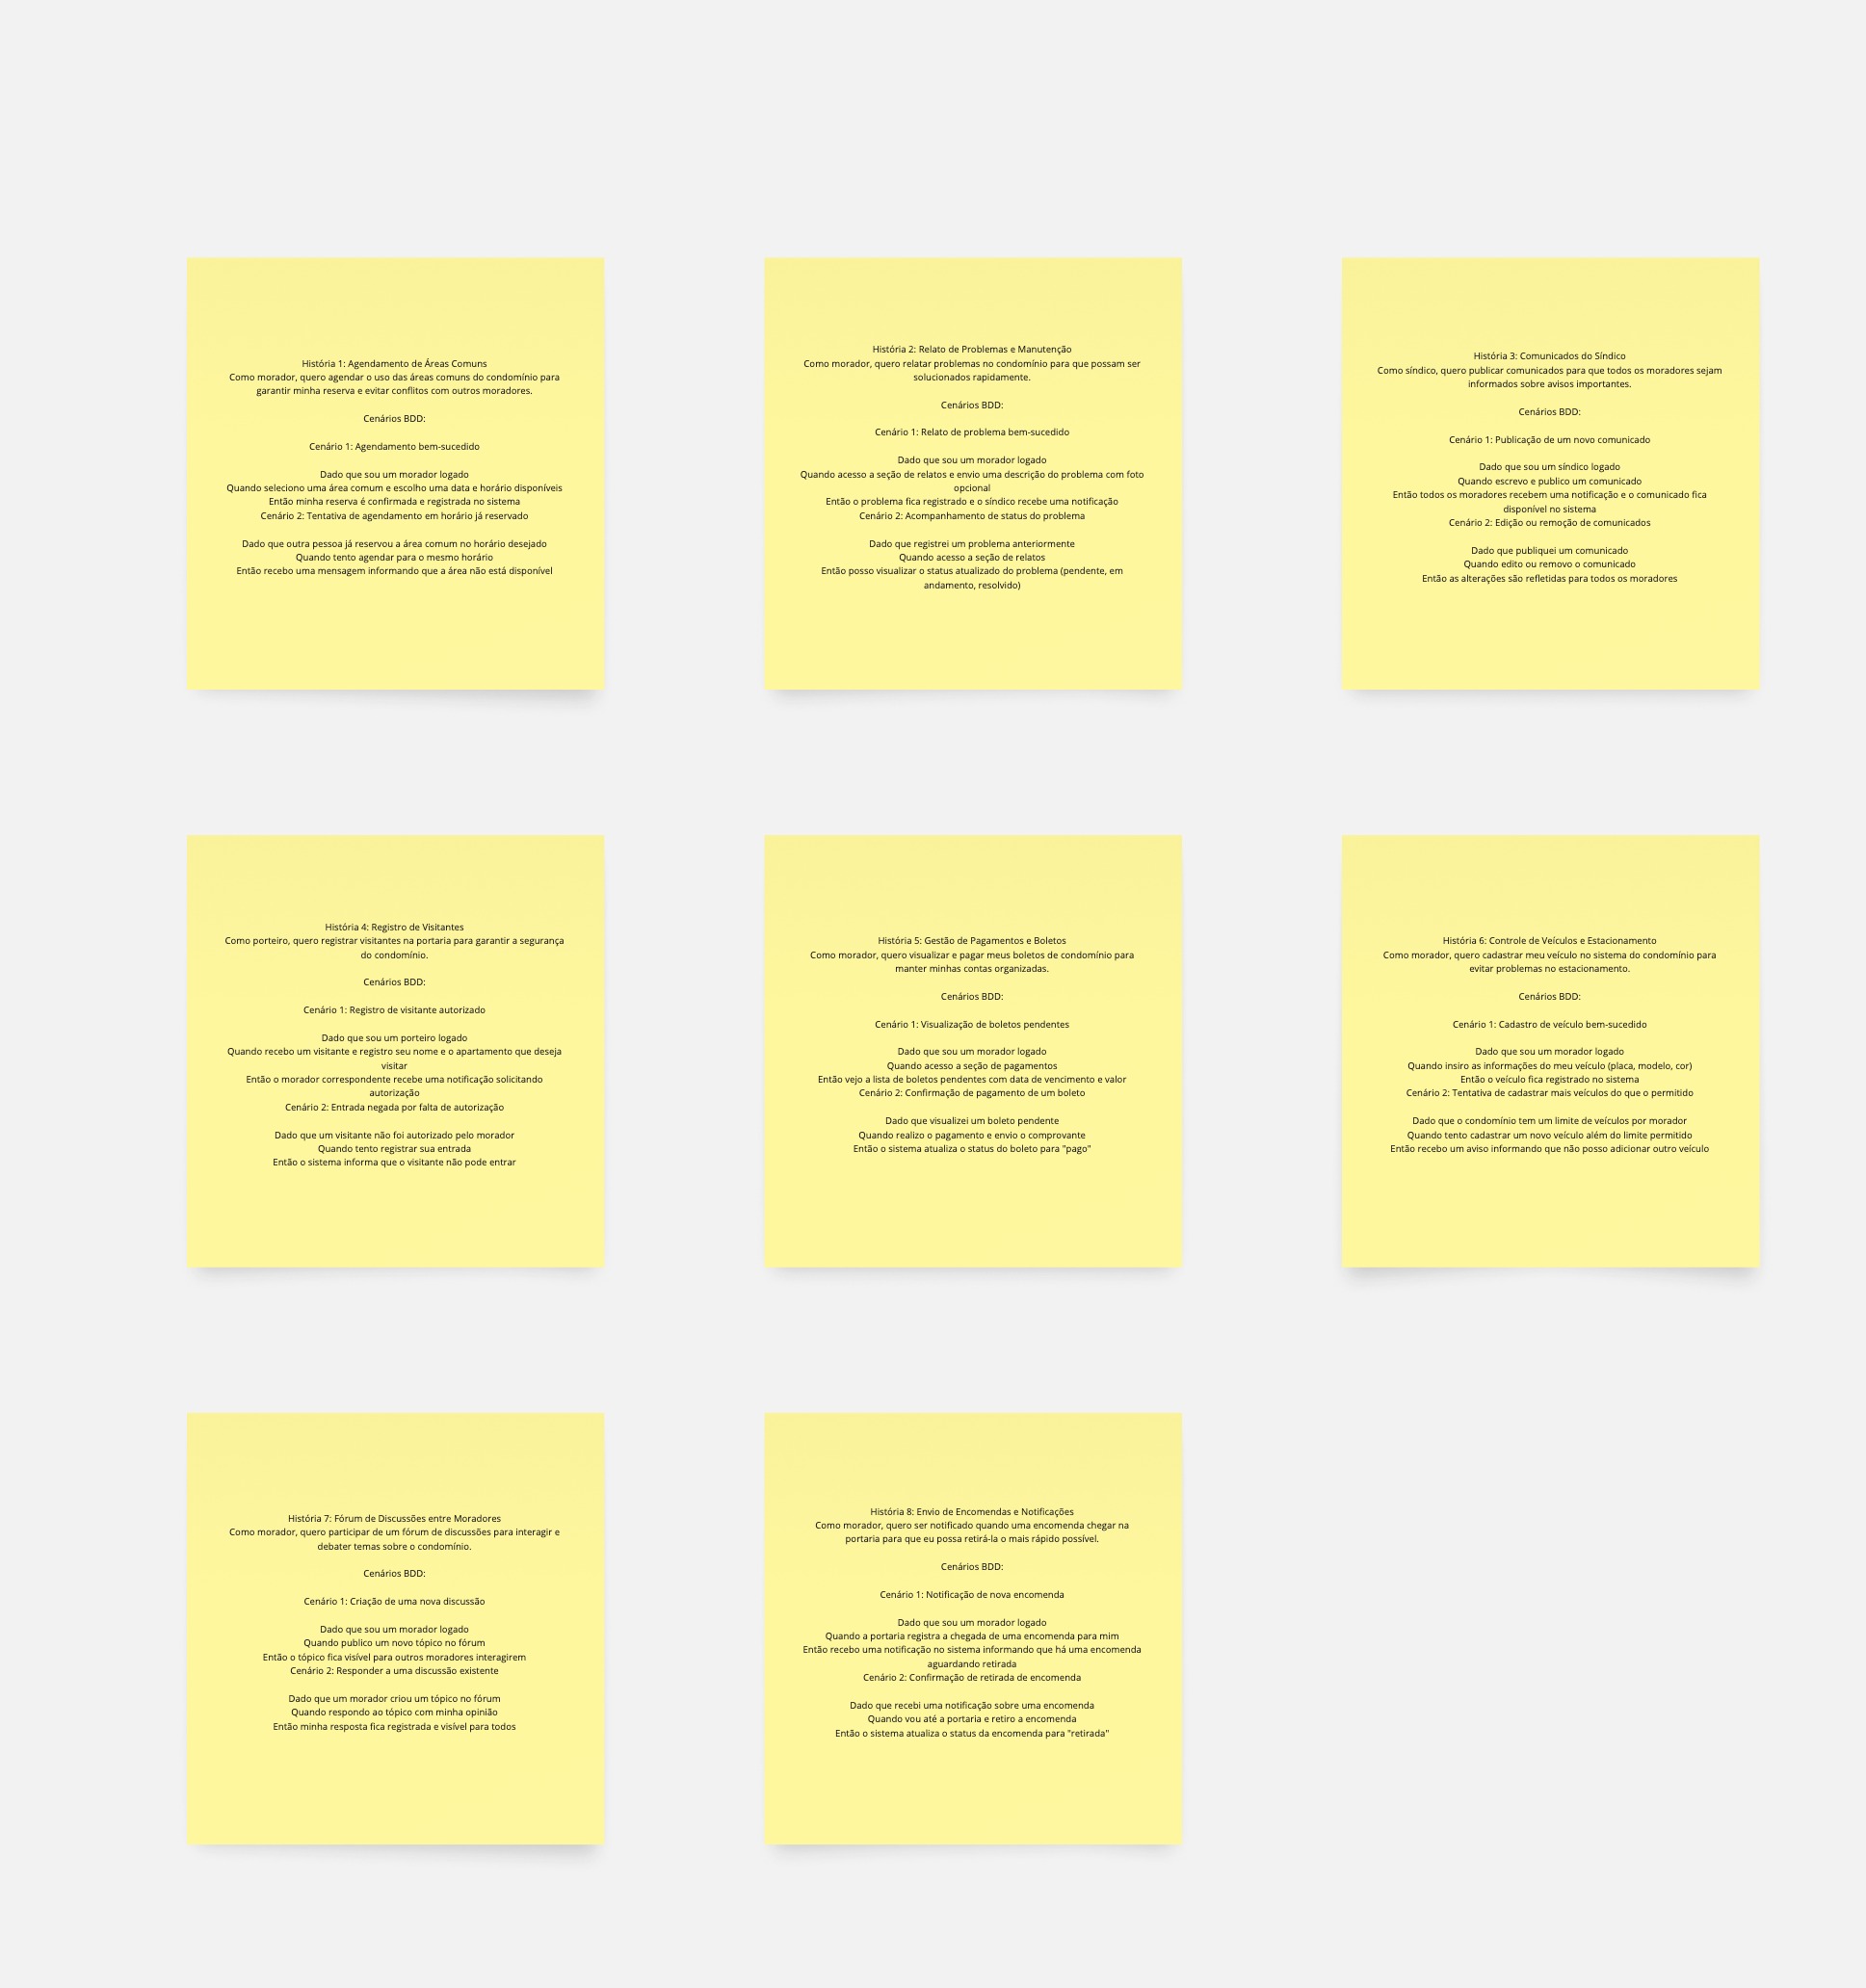 História 1: Agendamento de Áreas Comuns
Como morador, quero agendar o uso das áreas comuns do condomínio para
garantir minha reserva e evitar conflitos com outros moradores.
Cenários BDD:
Cenário 1: Agendamento bem-sucedido
Dado que sou um morador logado
Quando seleciono uma área comum e escolho uma data e horário disponíveis
Então minha reserva é confirmada e registrada no sistema
Cenário 2: Tentativa de agendamento em horário já reservado
Dado que outra pessoa já reservou a área comum no horário desejado
Quando tento agendar para o mesmo horário
Então recebo uma mensagem informando que a área não está disponível
História 2: Relato de Problemas e Manutenção
Como morador, quero relatar problemas no condomínio para que possam ser
solucionados rapidamente.
Cenários BDD:
Cenário 1: Relato de problema bem-sucedido
Dado que sou um morador logado
Quando acesso a seção de relatos e envio uma descrição do problema com foto
opcional
Então o problema fica registrado e o síndico recebe uma notificação
Cenário 2: Acompanhamento de status do problema
Dado que registrei um problema anteriormente
Quando acesso a seção de relatos
Então posso visualizar o status atualizado do problema (pendente, em
andamento, resolvido)
História 3: Comunicados do Síndico
Como síndico, quero publicar comunicados para que todos os moradores sejam
informados sobre avisos importantes.
Cenários BDD:
Cenário 1: Publicação de um novo comunicado
Dado que sou um síndico logado
Quando escrevo e publico um comunicado
Então todos os moradores recebem uma notificação e o comunicado fica
disponível no sistema
Cenário 2: Edição ou remoção de comunicados
Dado que publiquei um comunicado
Quando edito ou removo o comunicado
Então as alterações são refletidas para todos os moradores
História 4: Registro de Visitantes
Como porteiro, quero registrar visitantes na portaria para garantir a segurança
do condomínio.
Cenários BDD:
Cenário 1: Registro de visitante autorizado
Dado que sou um porteiro logado
Quando recebo um visitante e registro seu nome e o apartamento que deseja
visitar
Então o morador correspondente recebe uma notificação solicitando
autorização
Cenário 2: Entrada negada por falta de autorização
Dado que um visitante não foi autorizado pelo morador
Quando tento registrar sua entrada
Então o sistema informa que o visitante não pode entrar
História 5: Gestão de Pagamentos e Boletos
Como morador, quero visualizar e pagar meus boletos de condomínio para
manter minhas contas organizadas.
Cenários BDD:
Cenário 1: Visualização de boletos pendentes
Dado que sou um morador logado
Quando acesso a seção de pagamentos
Então vejo a lista de boletos pendentes com data de vencimento e valor
Cenário 2: Confirmação de pagamento de um boleto
Dado que visualizei um boleto pendente
Quando realizo o pagamento e envio o comprovante
Então o sistema atualiza o status do boleto para "pago"
História 6: Controle de Veículos e Estacionamento
Como morador, quero cadastrar meu veículo no sistema do condomínio para
evitar problemas no estacionamento.
Cenários BDD:
Cenário 1: Cadastro de veículo bem-sucedido
Dado que sou um morador logado
Quando insiro as informações do meu veículo (placa, modelo, cor)
Então o veículo fica registrado no sistema
Cenário 2: Tentativa de cadastrar mais veículos do que o permitido
Dado que o condomínio tem um limite de veículos por morador
Quando tento cadastrar um novo veículo além do limite permitido
Então recebo um aviso informando que não posso adicionar outro veículo
História 7: Fórum de Discussões entre Moradores
Como morador, quero participar de um fórum de discussões para interagir e
debater temas sobre o condomínio.
Cenários BDD:
Cenário 1: Criação de uma nova discussão
Dado que sou um morador logado
Quando publico um novo tópico no fórum
Então o tópico fica visível para outros moradores interagirem
Cenário 2: Responder a uma discussão existente
Dado que um morador criou um tópico no fórum
Quando respondo ao tópico com minha opinião
Então minha resposta fica registrada e visível para todos
História 8: Envio de Encomendas e Notificações
Como morador, quero ser notificado quando uma encomenda chegar na
portaria para que eu possa retirá-la o mais rápido possível.
Cenários BDD:
Cenário 1: Notificação de nova encomenda
Dado que sou um morador logado
Quando a portaria registra a chegada de uma encomenda para mim
Então recebo uma notificação no sistema informando que há uma encomenda
aguardando retirada
Cenário 2: Confirmação de retirada de encomenda
Dado que recebi uma notificação sobre uma encomenda
Quando vou até a portaria e retiro a encomenda
Então o sistema atualiza o status da encomenda para "retirada"